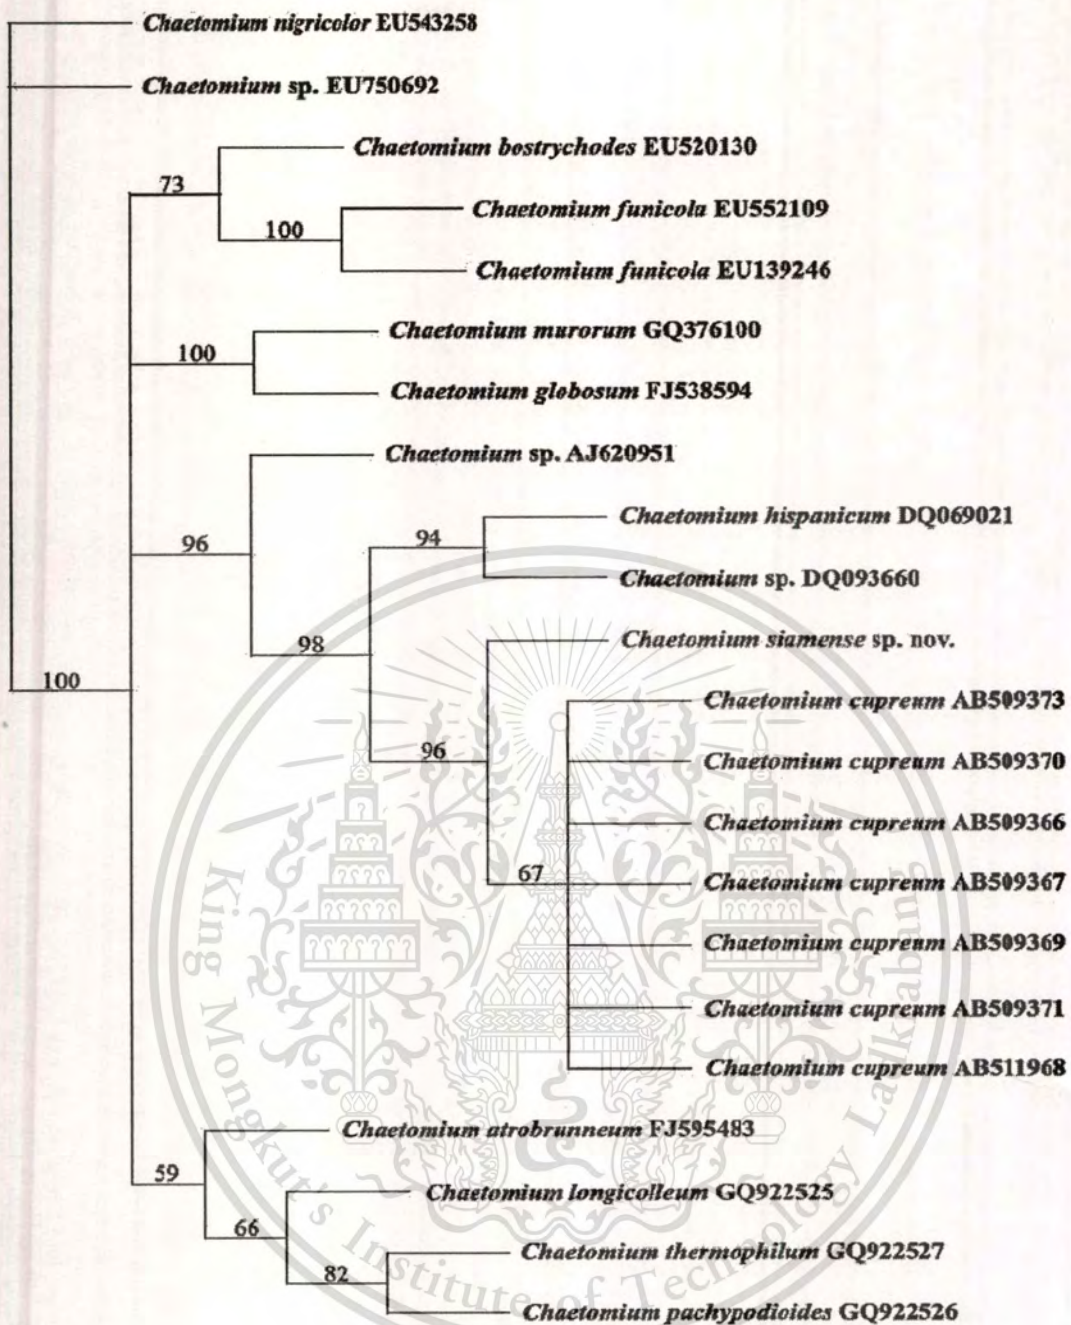 Chaetomium nigricolor EU543258
Chaetomium sp. EU750692
Chaetomium bostrychodes EU520130
73
Chaetomium funicola EU552109
100
Chaetomium funicola EU139246
Chaetomium murorum GQ376100
100
Chaetomium globosum FJ538594
Chaetomium sp. AJ620951
Chaetomium hispanicum DQ069021
96
94
Chaetomium sp. DQ093660
Chaetomium siamense sp. nov.
98
100
Chaetomium cupreum AB509373
96
Chaetomium cupreum AB509370
Chaetomium cupreum AB509366
67
Chaetomium cupreum AB509367
Chaetomium cupreum AB509369
Chaetomium cupreum AB509371
Chaetomium cupreum AB511968
Chaetomium atrobrunneum FJ595483
59
Chaetomium longicolleum GQ922525
66
Chaetomium thermophilum GQ922527
82
Chaetomium pachypodioides GQ922526
King Mongkut's Institute of Technology Ladkrabang